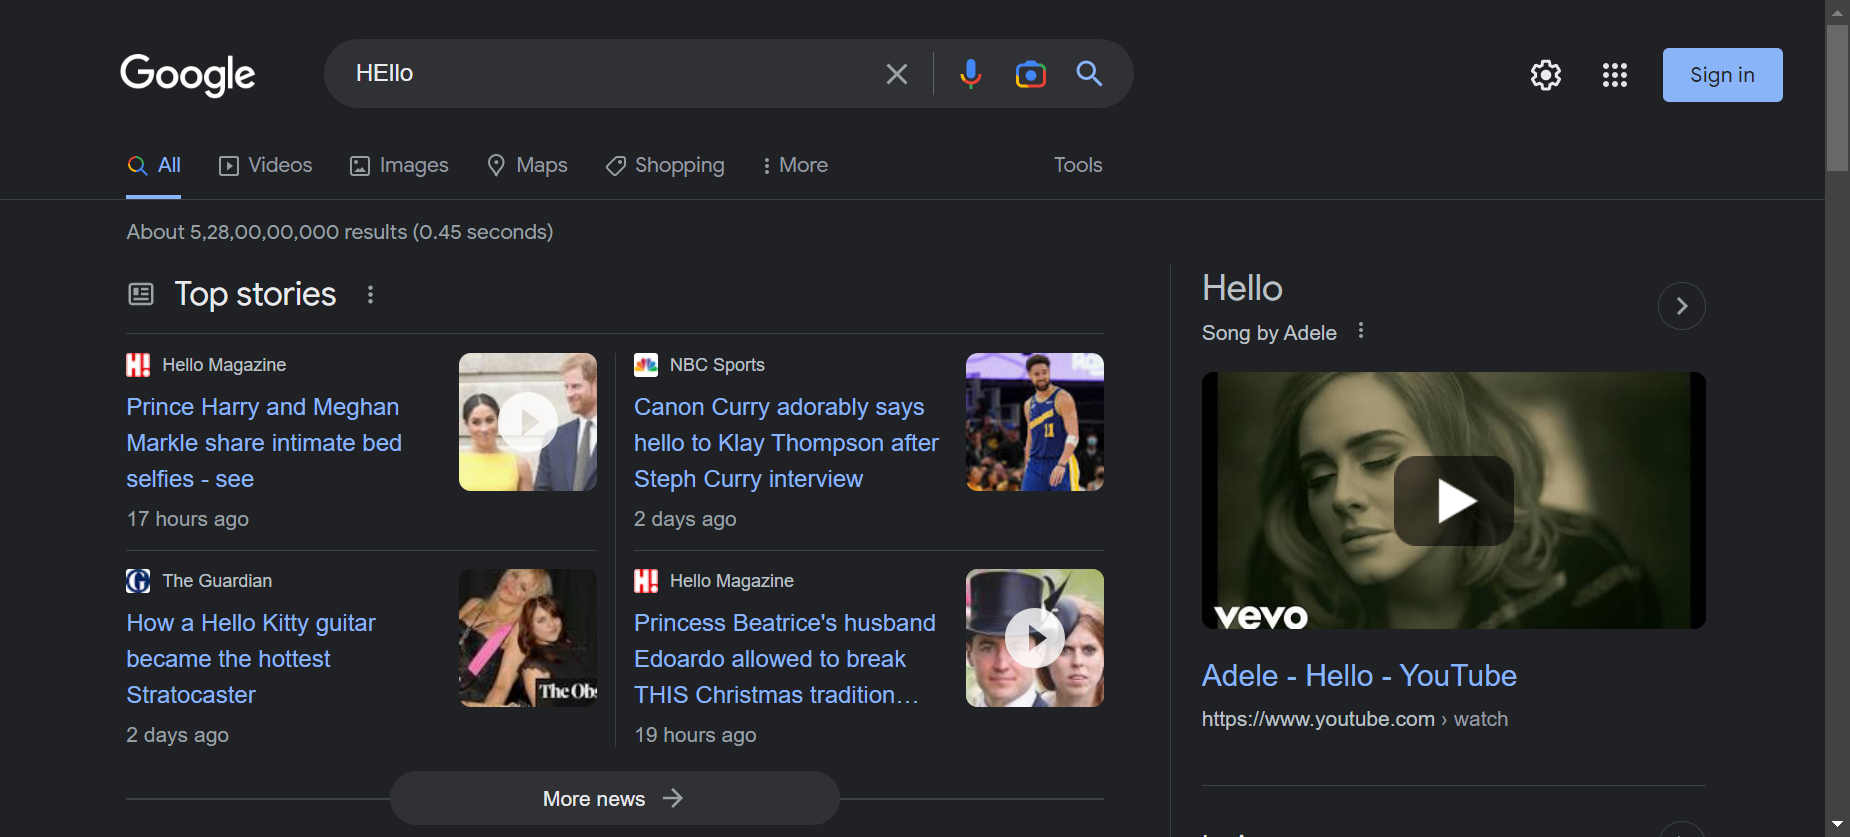 Google
HEllo
Sign in
All
Videos
Images
Maps
Shopping
More
Tools
About 5,28,00,00,000 results (0.45 seconds)
Top stories
H! Hello Magazine
Prince Harry and Meghan
Markle share intimate bed
selfies - see
17 hours ago
NBC Sports
Canon Curry adorably says
hello to Klay Thompson after
Steph Curry interview
2 days ago
11
G The Guardian
How a Hello Kitty guitar
became the hottest
Stratocaster
2 days ago
The Obs
H! Hello Magazine
Princess Beatrice's husband
Edoardo allowed to break
THIS Christmas tradition…
19 hours ago
More news
Hello
Song by Adele
vevo
Adele - Hello - YouTube
https://www.youtube.com › watch